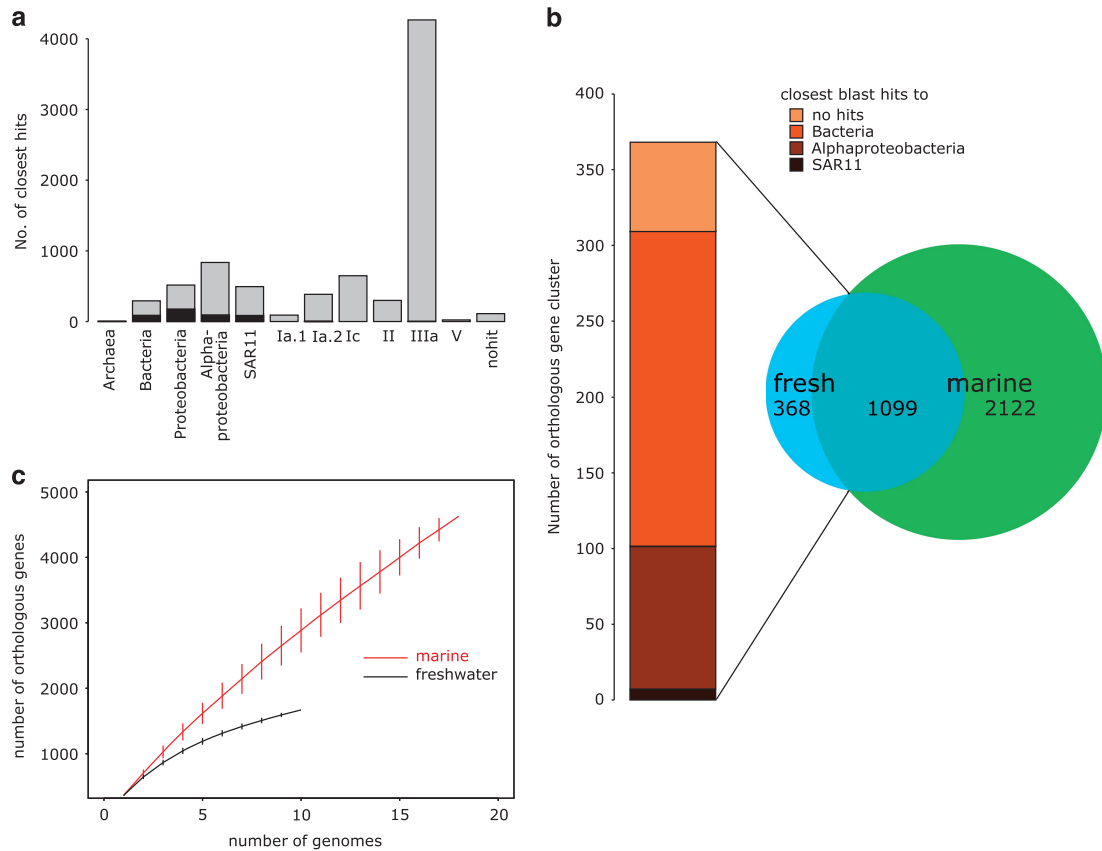 a
No. of closest hits
4000
3000
2000
1000
0
Archaea
Bacteria
Proteobacteria
Alpha-
proteobacteria
SAR11
Ia.1
Ia.2
Ic
II
IIIa
V
nohit
b
Number of orthologous gene cluster
400
350
300
250
200
150
100
50
0
closest blast hits to
no hits
Bacteria
Alphaproteobacteria
SAR11
fresh
368
1099
marine
2122
c
number of orthologous genes
5000
4000
3000
2000
1000
marine
freshwater
0
5
10
15
20
number of genomes